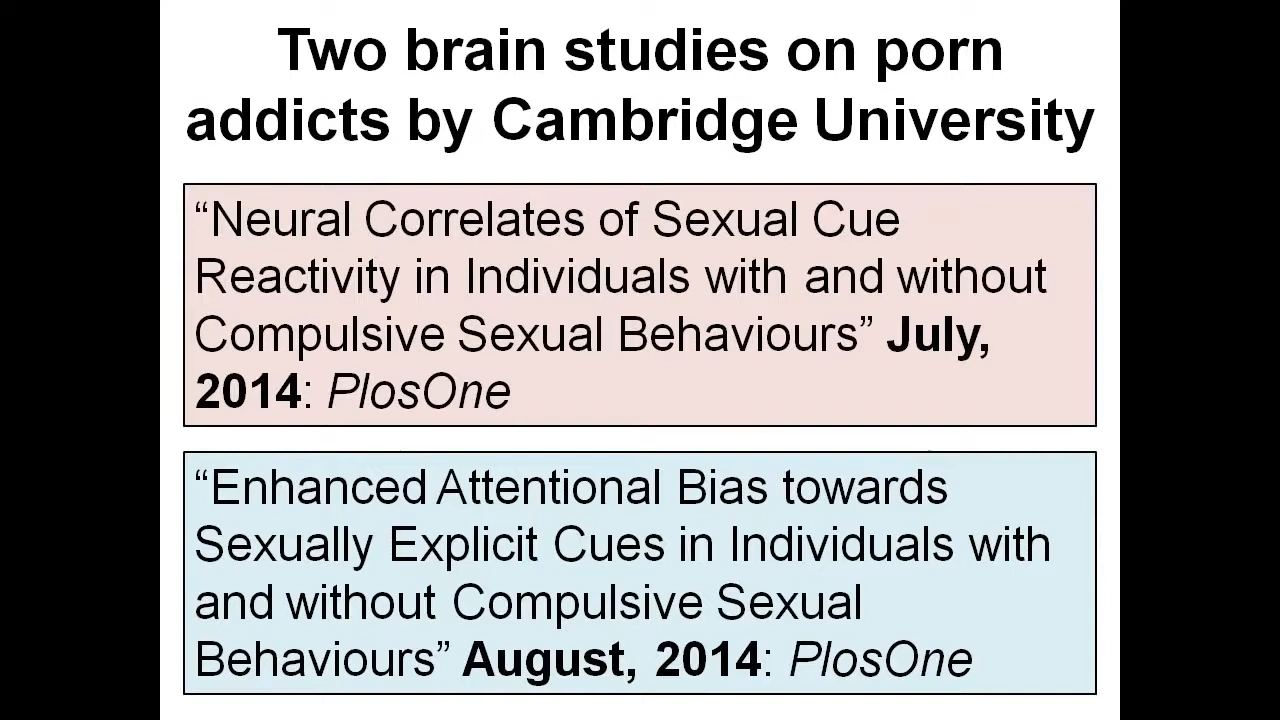 Two brain studies on porn
addicts by Cambridge University
“Neural Correlates of Sexual Cue
Reactivity in Individuals with and without
Compulsive Sexual Behaviours” July,
2014: PlosOne
“Enhanced Attentional Bias towards
Sexually Explicit Cues in Individuals with
and without Compulsive Sexual
Behaviours” August, 2014: PlosOne